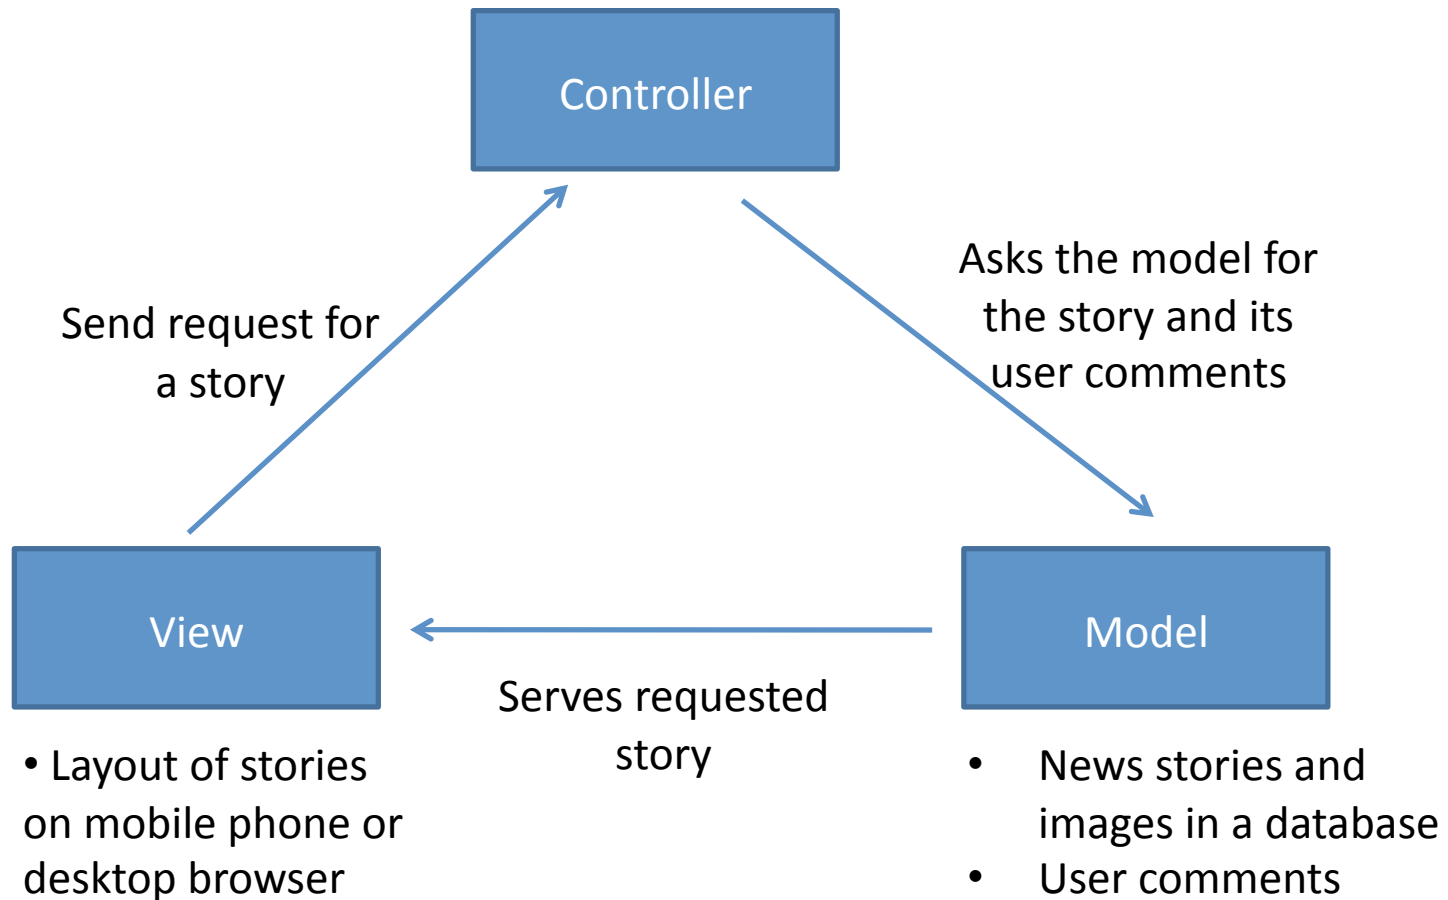 Controller
Asks the model for
the story and its
user comments
Send request for
a story
View
Model
Serves requested
story
• Layout of stories
on mobile phone or
desktop browser
• News stories and
images in a database
• User comments